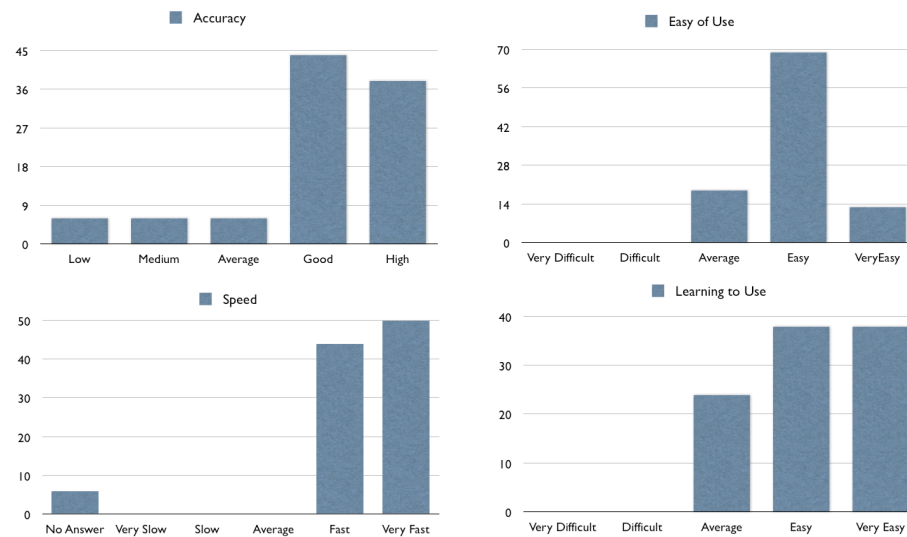 Accuracy
45
36
27
18
9
0
Low Medium Average Good High
Easy of Use
70
56
42
28
14
0
Very Difficult Difficult Average Easy VeryEasy
Speed
50
40
30
20
10
0
No Answer Very Slow Slow Average Fast Very Fast
Learning to Use
40
30
20
10
0
Very Difficult Difficult Average Easy Very Easy